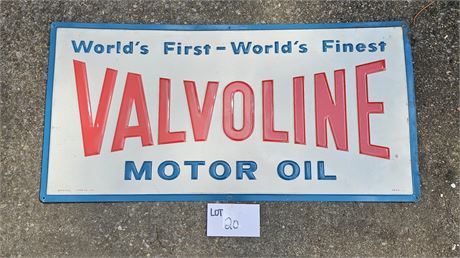 World's First - World's Finest
VALVOLINE
MOTOR OIL
LOT
20